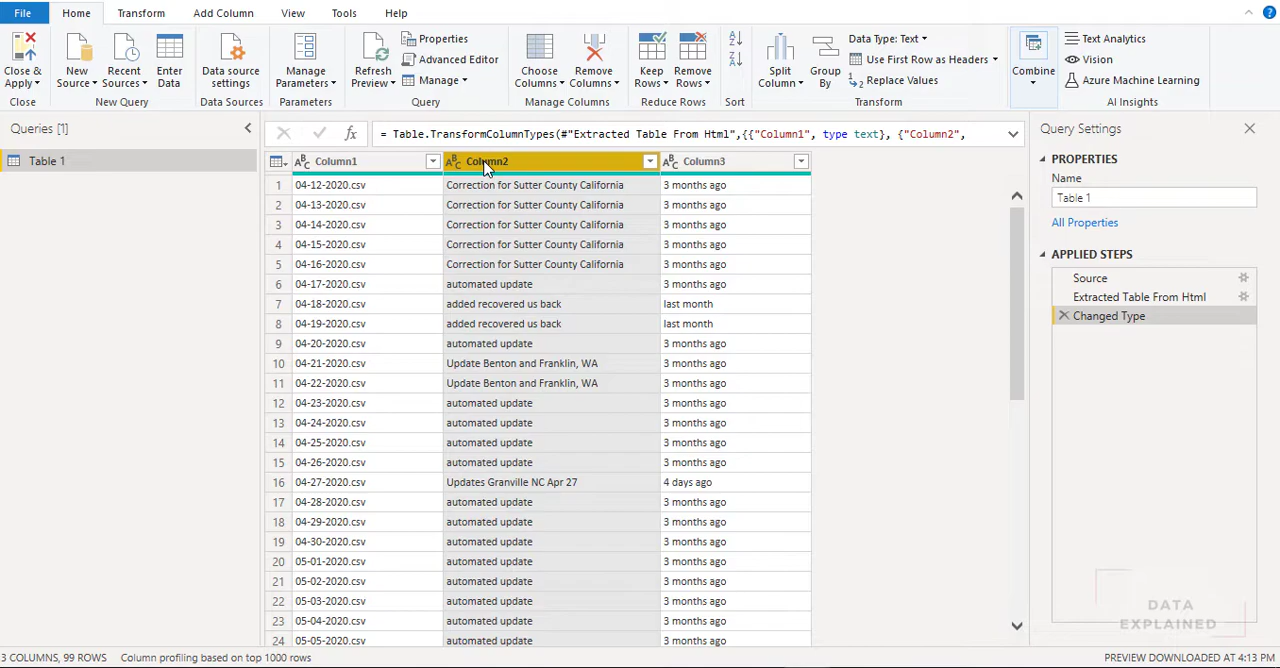 File Home Transform Add Column View Tools Help
Close & Apply
New Source
Recent Sources
Enter Data
Data source settings
Manage Parameters
Refresh Preview
Properties
Advanced Editor
Manage
Choose Columns
Remove Columns
Keep Rows
Remove Rows
Split Column
Group By
Data Type: Text
Use First Row as Headers
Replace Values
Combine
Text Analytics
Vision
Azure Machine Learning
Close New Query Data Sources Parameters Query Manage Columns Reduce Rows Sort Transform AI Insights
Queries [1]
Table 1
fx = Table.TransformColumnTypes(#"Extracted Table From Html",{{"Column1", type text}, {"Column2",
ABC Column1 ABC Column2 ABC Column3
1 04-12-2020.csv Correction for Sutter County California 3 months ago
2 04-13-2020.csv Correction for Sutter County California 3 months ago
3 04-14-2020.csv Correction for Sutter County California 3 months ago
4 04-15-2020.csv Correction for Sutter County California 3 months ago
5 04-16-2020.csv Correction for Sutter County California 3 months ago
6 04-17-2020.csv automated update 3 months ago
7 04-18-2020.csv added recovered us back last month
8 04-19-2020.csv added recovered us back last month
9 04-20-2020.csv automated update 3 months ago
10 04-21-2020.csv Update Benton and Franklin, WA 3 months ago
11 04-22-2020.csv Update Benton and Franklin, WA 3 months ago
12 04-23-2020.csv automated update 3 months ago
13 04-24-2020.csv automated update 3 months ago
14 04-25-2020.csv automated update 3 months ago
15 04-26-2020.csv automated update 3 months ago
16 04-27-2020.csv Updates Granville NC Apr 27 4 days ago
17 04-28-2020.csv automated update 3 months ago
18 04-29-2020.csv automated update 3 months ago
19 04-30-2020.csv automated update 3 months ago
20 05-01-2020.csv automated update 3 months ago
21 05-02-2020.csv automated update 3 months ago
22 05-03-2020.csv automated update 3 months ago
23 05-04-2020.csv automated update 3 months ago
24 05-05-2020.csv automated update 3 months ago
Query Settings
PROPERTIES
Name
Table 1
All Properties
APPLIED STEPS
Source
Extracted Table From Html
Changed Type
DATA
EXPLAINED
3 COLUMNS, 99 ROWS Column profiling based on top 1000 rows PREVIEW DOWNLOADED AT 4:13 PM